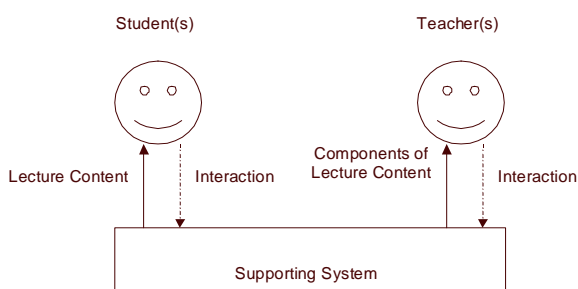 Student(s)
Teacher(s)
Lecture Content
Interaction
Components of
Lecture Content
Interaction
Supporting System